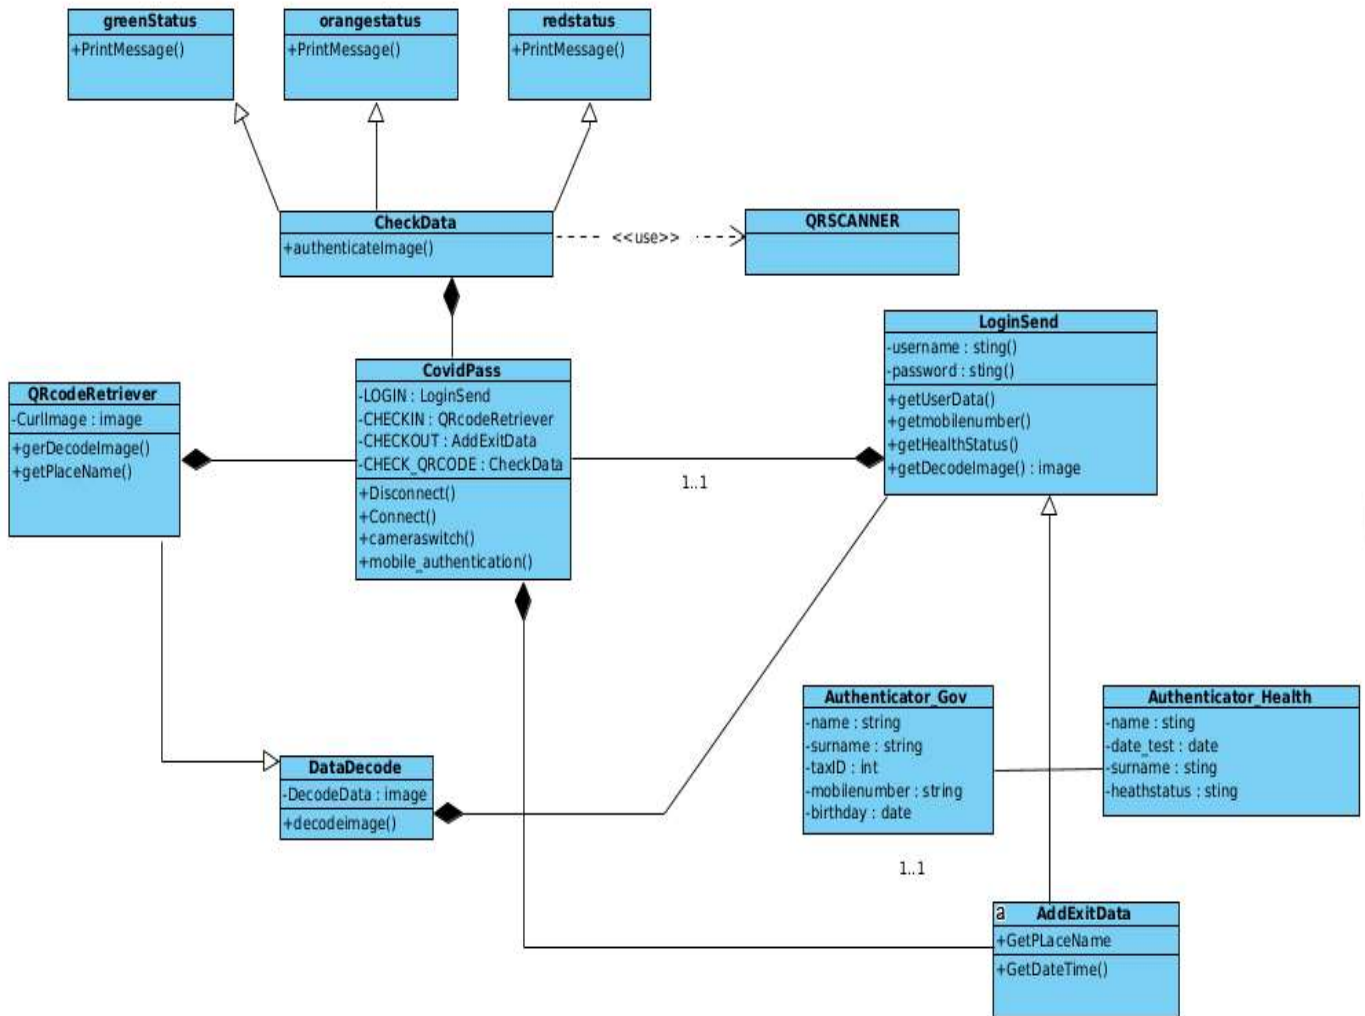 greenStatus
+PrintMessage()
orangestatus
+PrintMessage()
redstatus
+PrintMessage()
CheckData
+authenticateImage()
<<use>>
QRSCANNER
LoginSend
-username : sting()
-password : sting()
+getUserData()
+getmobilenumber()
+getHealthStatus()
+getDecodeImage() : image
CovidPass
-LOGIN : LoginSend
-CHECKIN : QRcodeRetriever
-CHECKOUT : AddExitData
-CHECK_QRCODE : CheckData
+Disconnect()
+Connect()
+cameraswitch()
+mobile_authentication()
QRcodeRetriever
-CurlImage : image
+gerDecodeImage()
+getPlaceName()
1..1
Authenticator_Gov
-name : string
-surname : string
-taxID : int
-mobilenumber : string
-birthday : date
Authenticator_Health
-name : sting
-date_test : date
-surname : sting
-heathstatus : sting
DataDecode
-DecodeData : image
+decodeimage()
1..1
a AddExitData
+GetPLaceName
+GetDateTime()